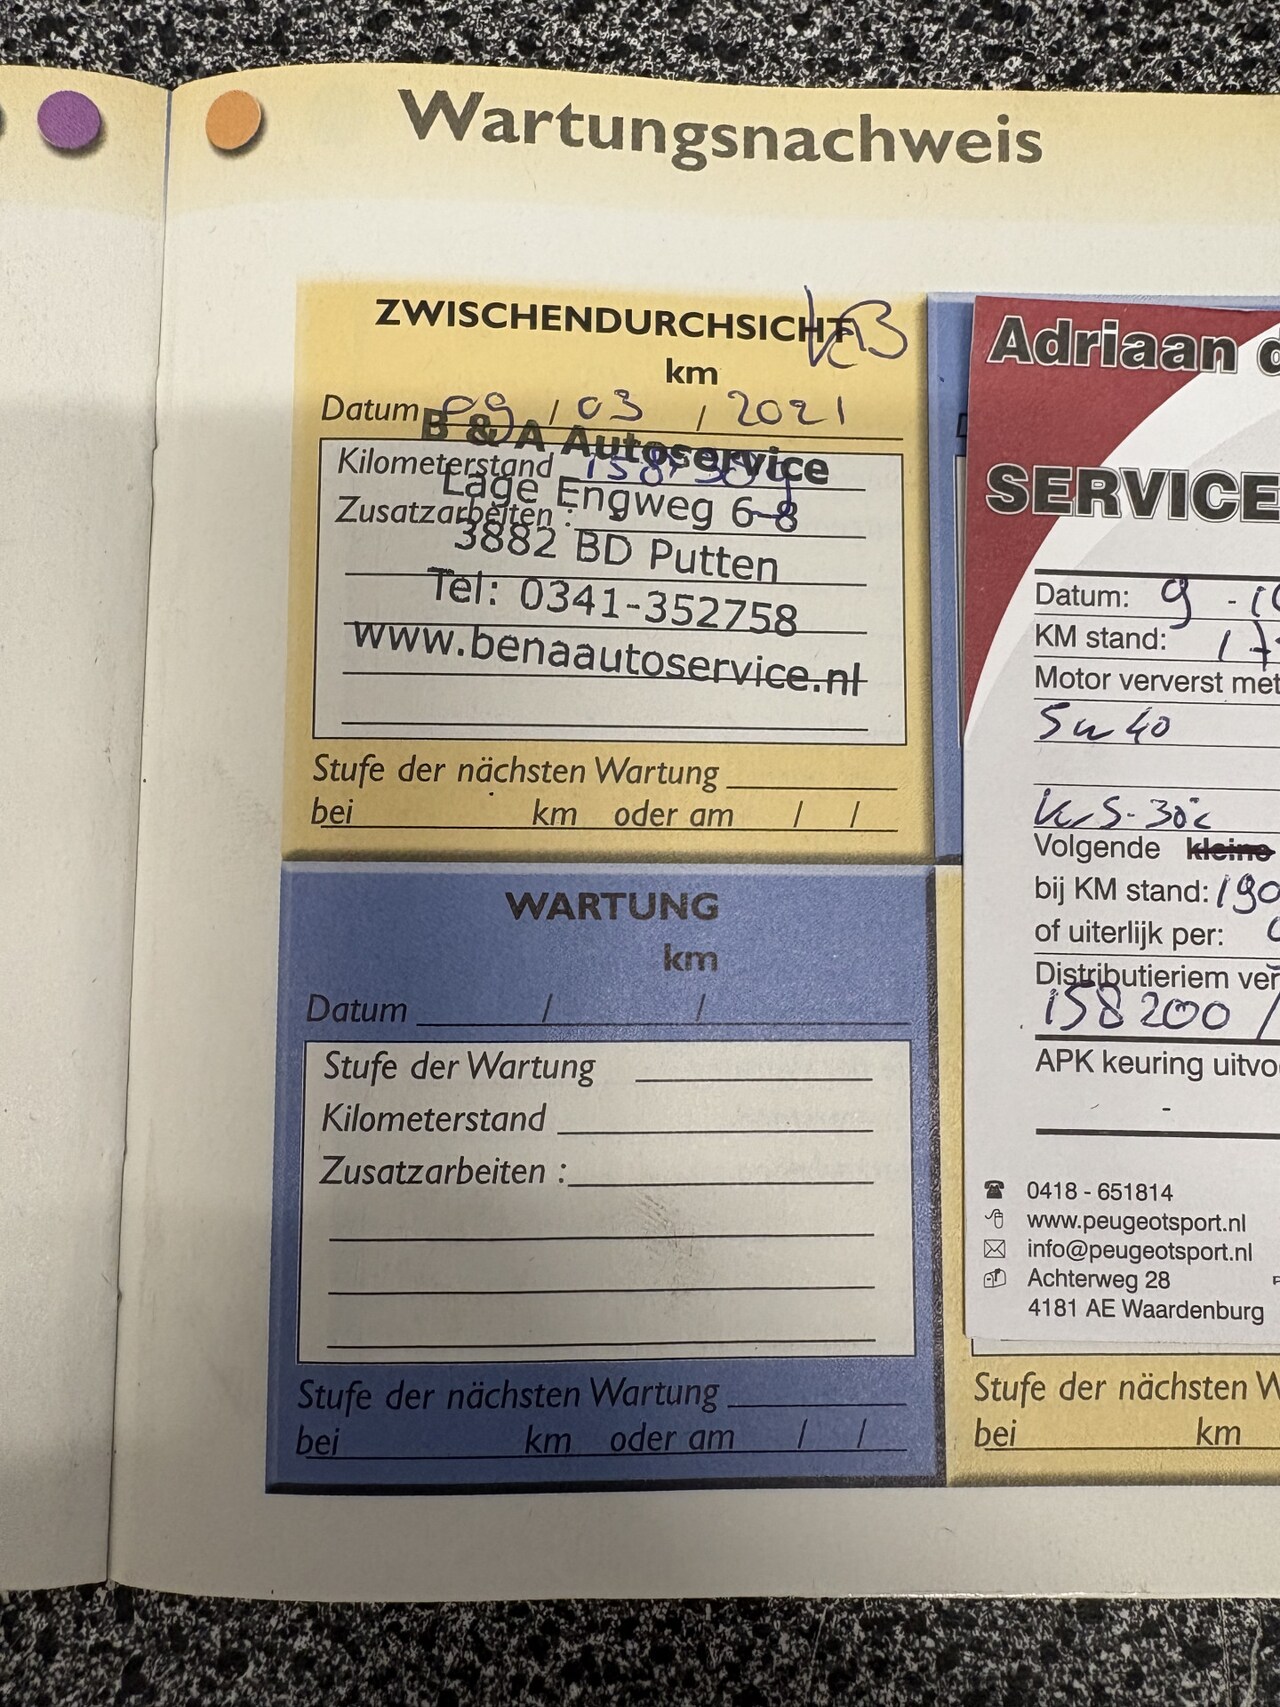 Wartungsnachweis
ZWISCHENDURCHSICHT
km
Datum 09 / 03 / 2021
B & A Autoservice
Kilometerstand
Lage Engweg 6-8
Zusatzarbeiten :
3882 BD Putten
Tel: 0341-352758
www.benaautoservice.nl
Stufe der nächsten Wartung
bei km oder am / /
WARTUNG
km
Datum / /
Stufe der Wartung
Kilometerstand
Zusatzarbeiten :
Stufe der nächsten Wartung
bei km oder am / /
Adriaan
SERVICE
Datum: 9 -
KM stand:
Motor ververst met
5w40
Volgende kleine
bij KM stand: 190
of uiterlijk per:
Distributieriem
158200 /
APK keuring
-
0418 - 651814
www.peugeotsport.nl
info@peugeotsport.nl
Achterweg 28
4181 AE Waardenburg
Stufe der nächsten
bei km